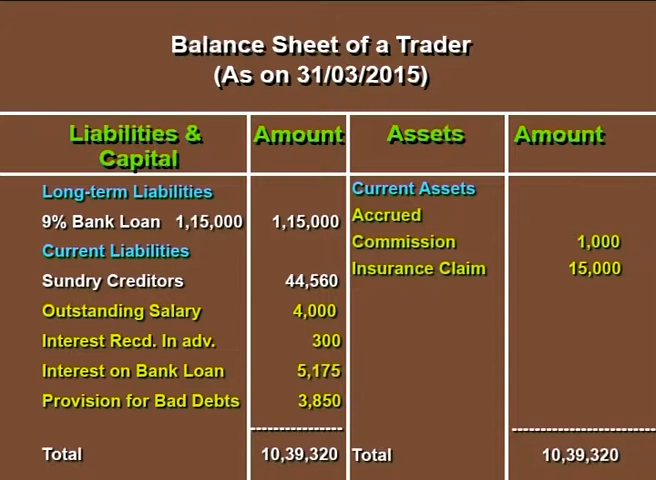 Balance Sheet of a Trader
(As on 31/03/2015)
Liabilities & Capital Amount Assets Amount
Long-term Liabilities Current Assets
9% Bank Loan 1,15,000 1,15,000 Accrued
Current Liabilities Commission 1,000
Sundry Creditors 44,560 Insurance Claim 15,000
Outstanding Salary 4,000
Interest Recd. In adv. 300
Interest on Bank Loan 5,175
Provision for Bad Debts 3,850
Total 10,39,320 Total 10,39,320